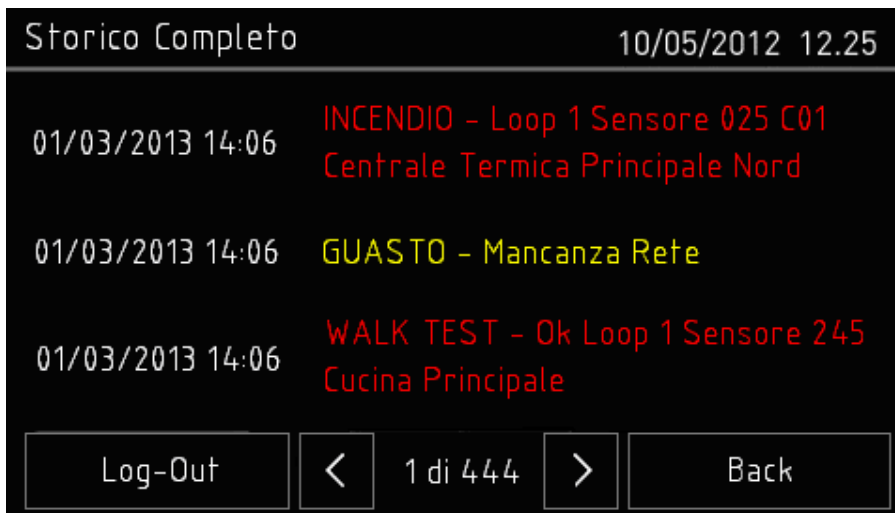 Storico Completo 10/05/2012 12.25
01/03/2013 14:06 INCENDIO - Loop 1 Sensore 025 C01
Centrale Termica Principale Nord
01/03/2013 14:06 GUASTO - Mancanza Rete
01/03/2013 14:06 WALK TEST - Ok Loop 1 Sensore 245
Cucina Principale
Log-Out < 1 di 444 > Back